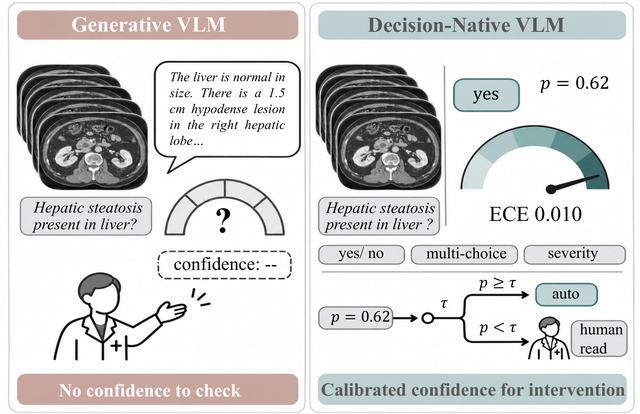 Generative VLM
The liver is normal in
size. There is a 1.5
cm hypodense lesion
in the right hepatic
lobe...
Hepatic steatosis
present in liver?
?
confidence: --
No confidence to check
Decision-Native VLM
yes
p = 0.62
ECE 0.010
Hepatic steatosis
present in liver ?
yes/ no
multi-choice
severity
p = 0.62
τ
p ≥ τ
auto
p < τ
human
read
Calibrated confidence for intervention